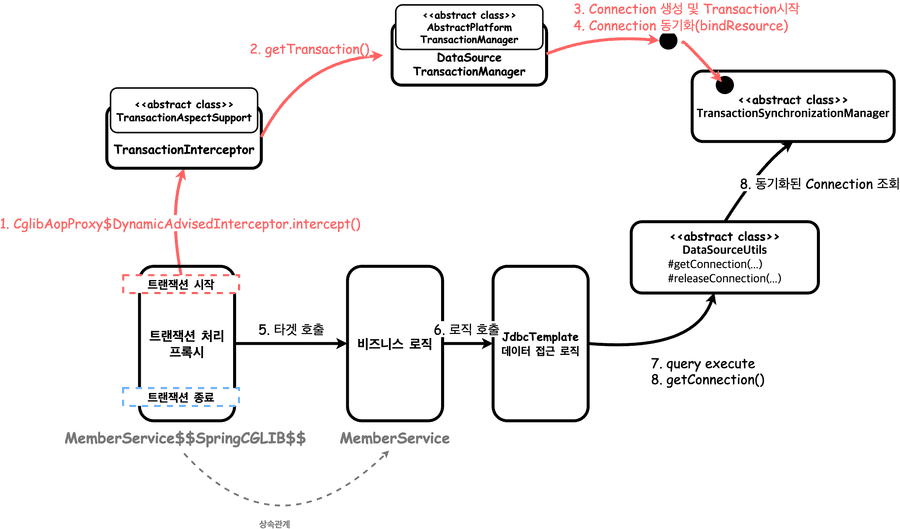 <<abstract class>>
AbstractPlatform
TransactionManager
DataSource
TransactionManager
3. Connection 생성 및 Transaction시작
4. Connection 동기화(bindResource)
2. getTransaction()
<<abstract class>>
TransactionAspectSupport
TransactionInterceptor
<<abstract class>>
TransactionSynchronizationManager
8. 동기화된 Connection 조회
1. CglibAopProxy$DynamicAdvisedInterceptor.intercept()
<<abstract class>>
DataSourceUtils
#getConnection(...)
#releaseConnection(...)
트랜잭션 시작
트랜잭션 처리
프록시
트랜잭션 종료
5. 타겟 호출
비즈니스 로직
6. 로직 호출
JdbcTemplate
데이터 접근 로직
7. query execute
8. getConnection()
MemberService$$SpringCGLIB$$
MemberService
상속관계